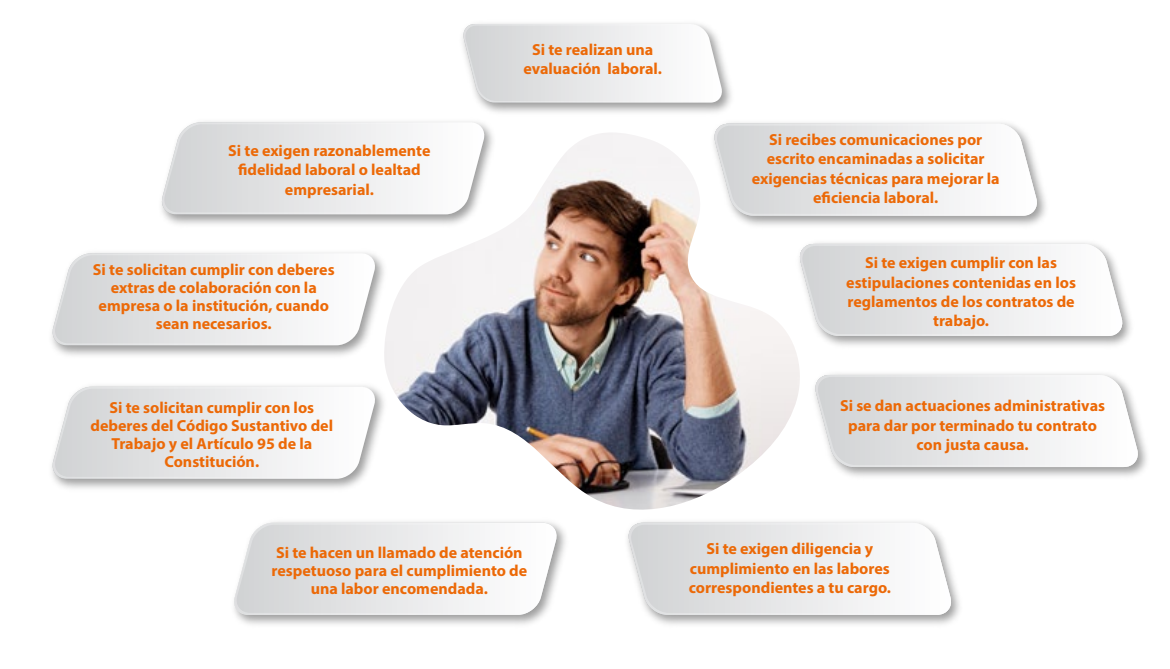 Si te realizan una
evaluación laboral.
Si te exigen razonablemente
fidelidad laboral o lealtad
empresarial.
Si recibes comunicaciones por
escrito encaminadas a solicitar
exigencias técnicas para mejorar la
eficiencia laboral.
Si te solicitan cumplir con deberes
extras de colaboración con la
empresa o la institución, cuando
sean necesarios.
Si te exigen cumplir con las
estipulaciones contenidas en los
reglamentos de los contratos de
trabajo.
Si te solicitan cumplir con los
deberes del Código Sustantivo del
Trabajo y el Artículo 95 de la
Constitución.
Si se dan actuaciones administrativas
para dar por terminado tu contrato
con justa causa.
Si te hacen un llamado de atención
respetuoso para el cumplimiento de
una labor encomendada.
Si te exigen diligencia y
cumplimiento en las labores
correspondientes a tu cargo.